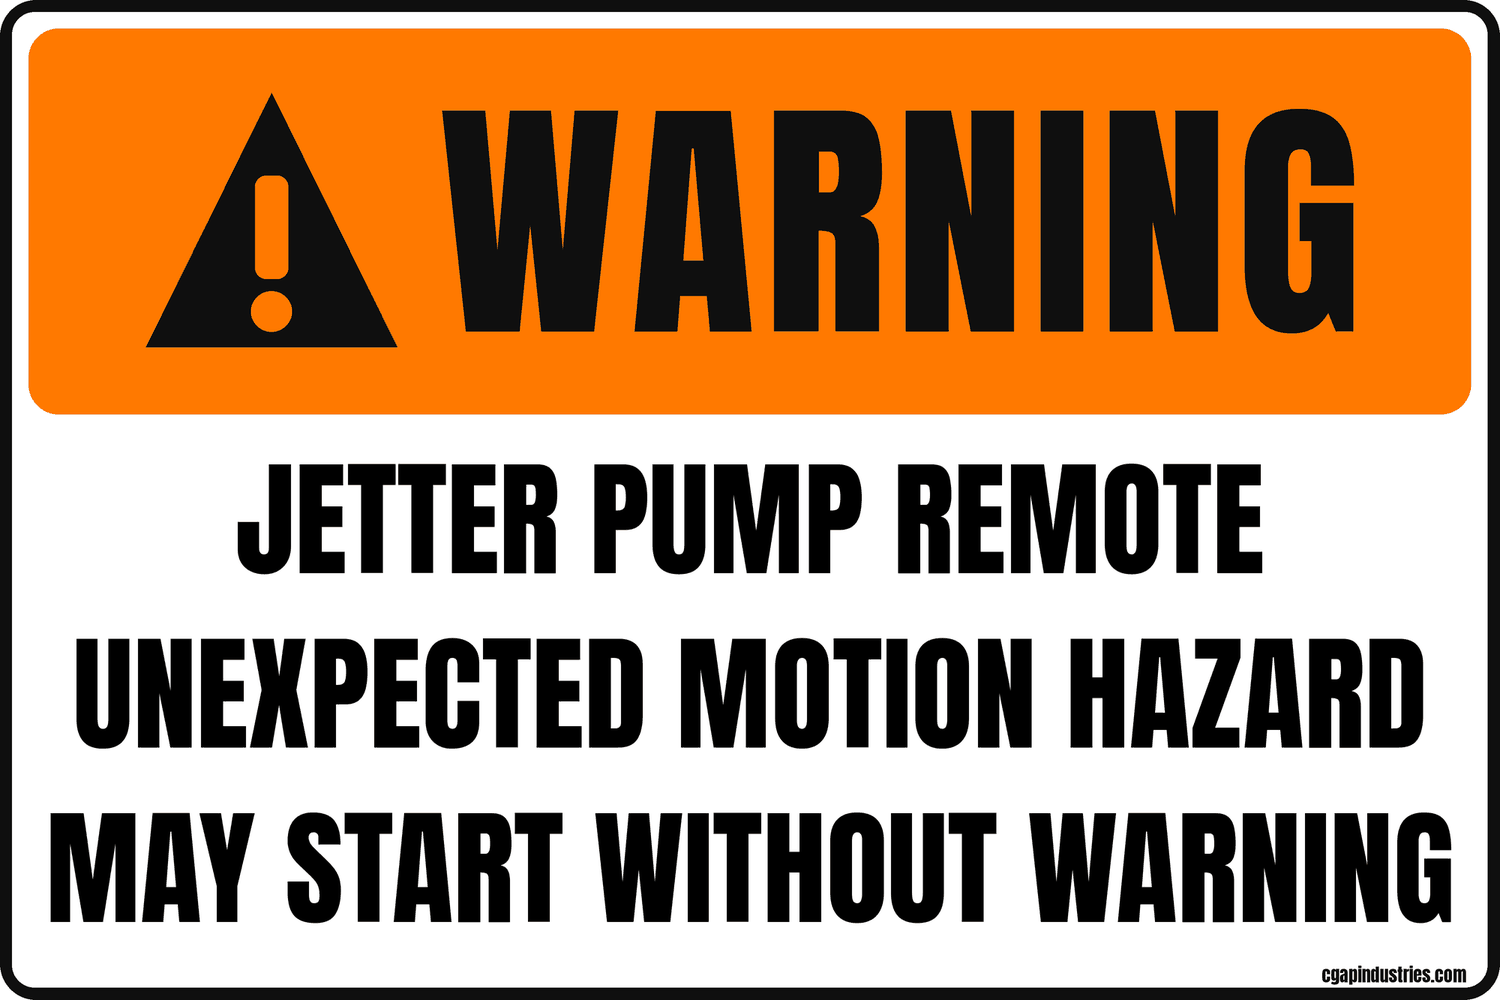 WARNING
JETTER PUMP REMOTE
UNEXPECTED MOTION HAZARD
MAY START WITHOUT WARNING
cgapindustries.com